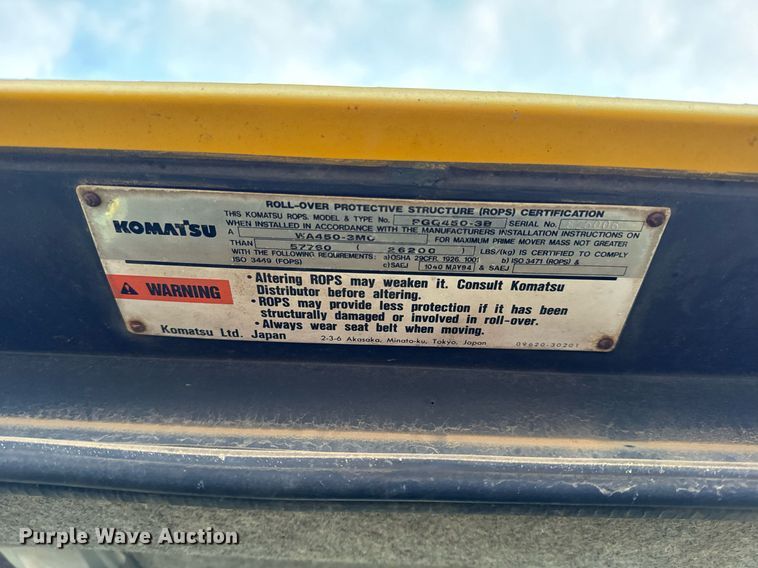 ROLL-OVER PROTECTIVE STRUCTURE (ROPS) CERTIFICATION
KOMATSU
THIS KOMATSU ROPS. MODEL & TYPE No. SERIAL No.
WHEN INSTALLED IN ACCORDANCE WITH THE MANUFACTURERS INSTALLATION INSTRUCTIONS ON
WA450-3MC FOR MAXIMUM PRIME MOVER MASS NOT GREATER
THAN 57760 ( 26200 ) LBS/(kg) IS CERTIFIED TO COMPLY
WITH THE FOLLOWING REQUIREMENTS: a) OSHA 29CFR, 1926, 1001 b) ISO 3471 (ROPS) &
ISO 3449 (FOPS) c) SAEJ 1040 MAY94 & SAEJ
WARNING
• Altering ROPS may weaken it. Consult Komatsu
Distributor before altering.
• ROPS may provide less protection if it has been
structurally damaged or involved in roll-over.
• Always wear seat belt when moving.
Komatsu Ltd. Japan
2-3-6 Akasaka, Minato-ku, Tokyo, Japan
09620-30201
Purple Wave Auction